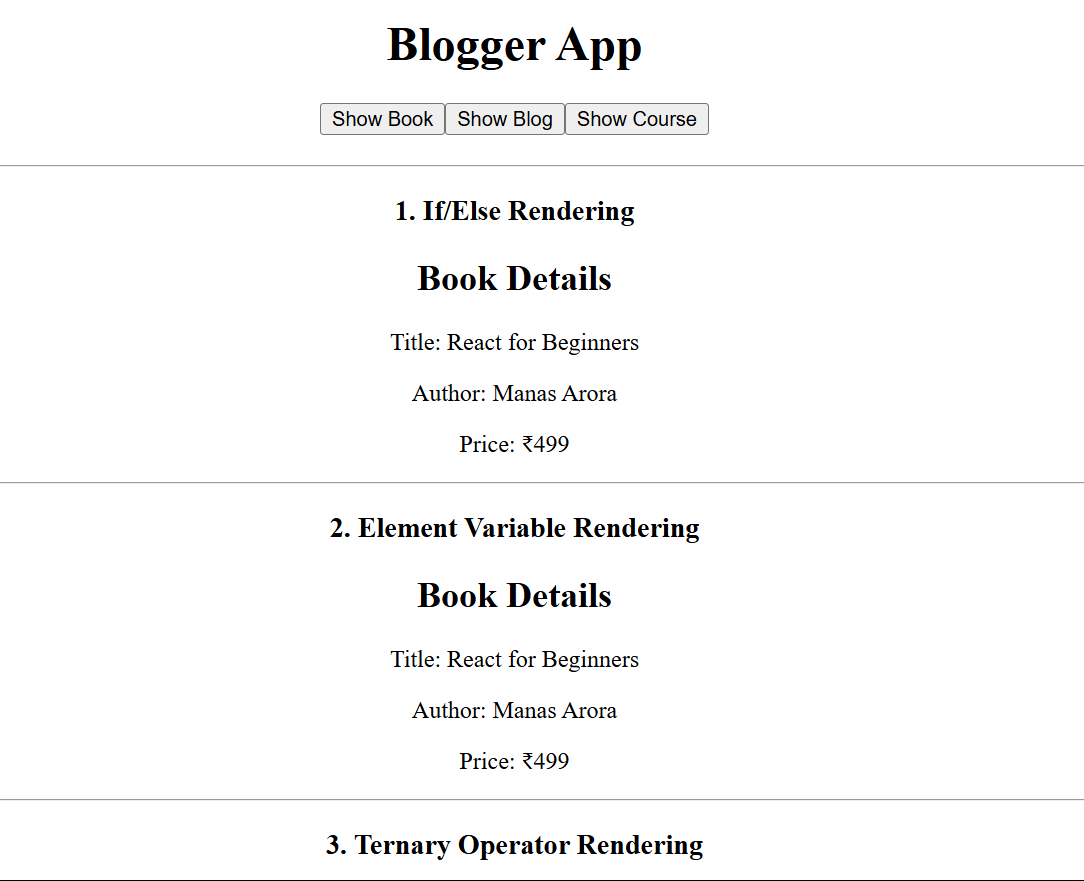 Blogger App
Show Book Show Blog Show Course
1. If/Else Rendering
Book Details
Title: React for Beginners
Author: Manas Arora
Price: ₹499
2. Element Variable Rendering
Book Details
Title: React for Beginners
Author: Manas Arora
Price: ₹499
3. Ternary Operator Rendering